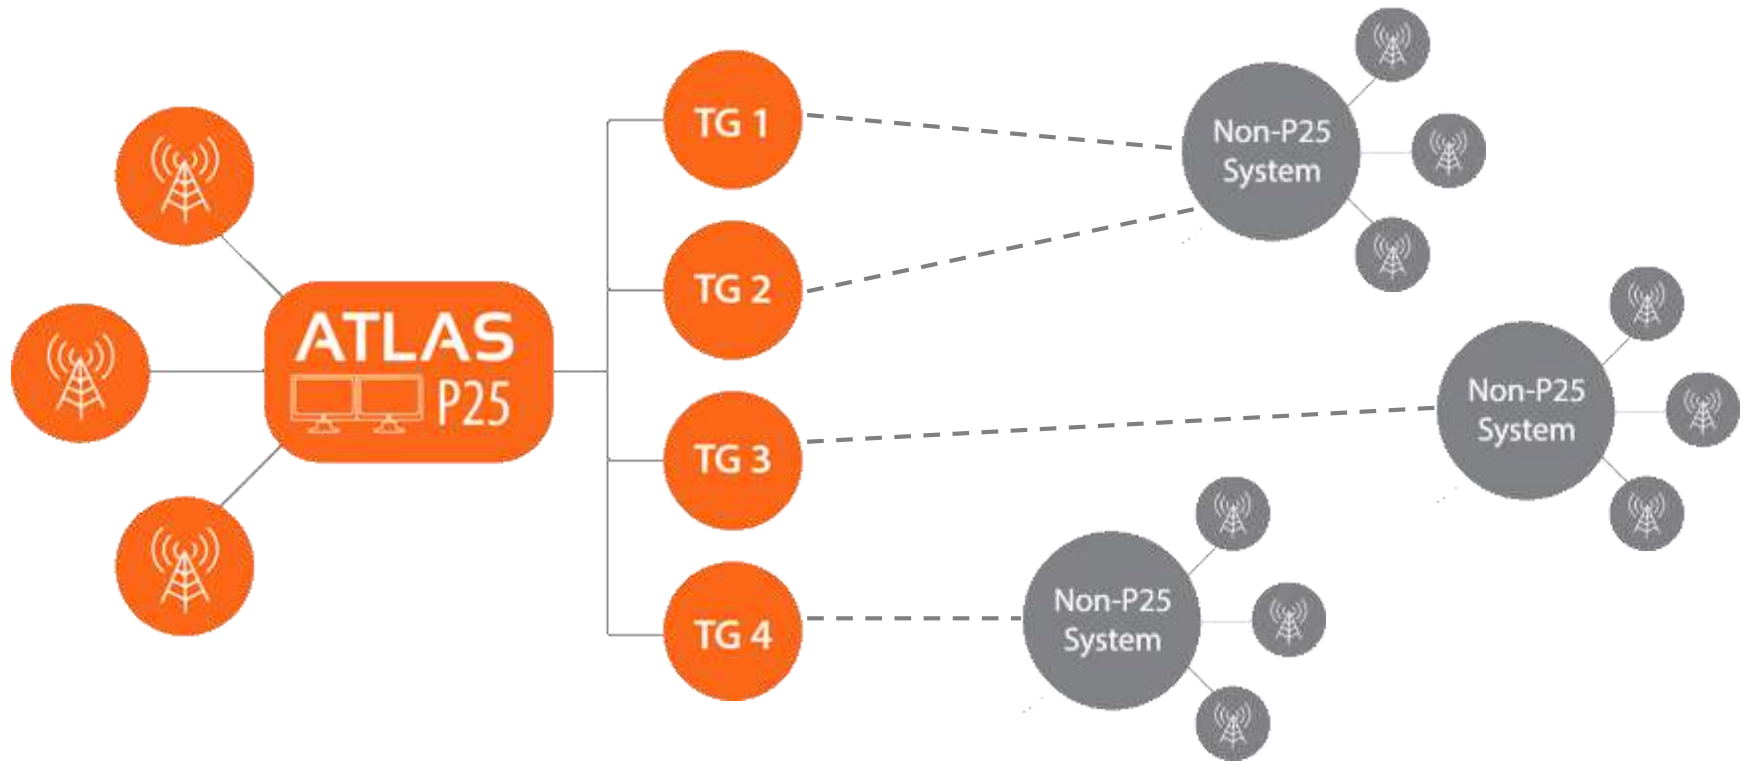 ATLAS
P25
TG 1
TG 2
TG 3
TG 4
Non-P25
System
Non-P25
System
Non-P25
System